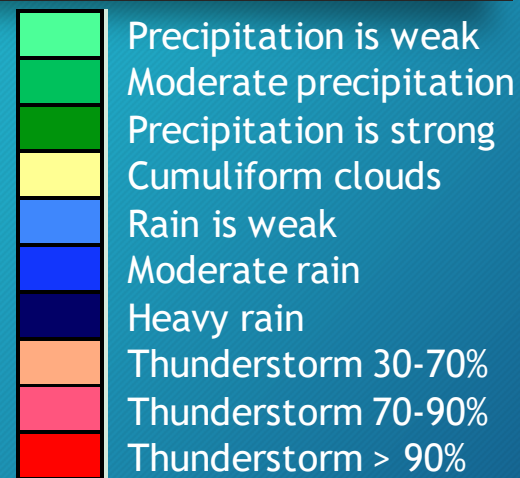 Precipitation is weak
Moderate precipitation
Precipitation is strong
Cumuliform clouds
Rain is weak
Moderate rain
Heavy rain
Thunderstorm 30-70%
Thunderstorm 70-90%
Thunderstorm > 90%